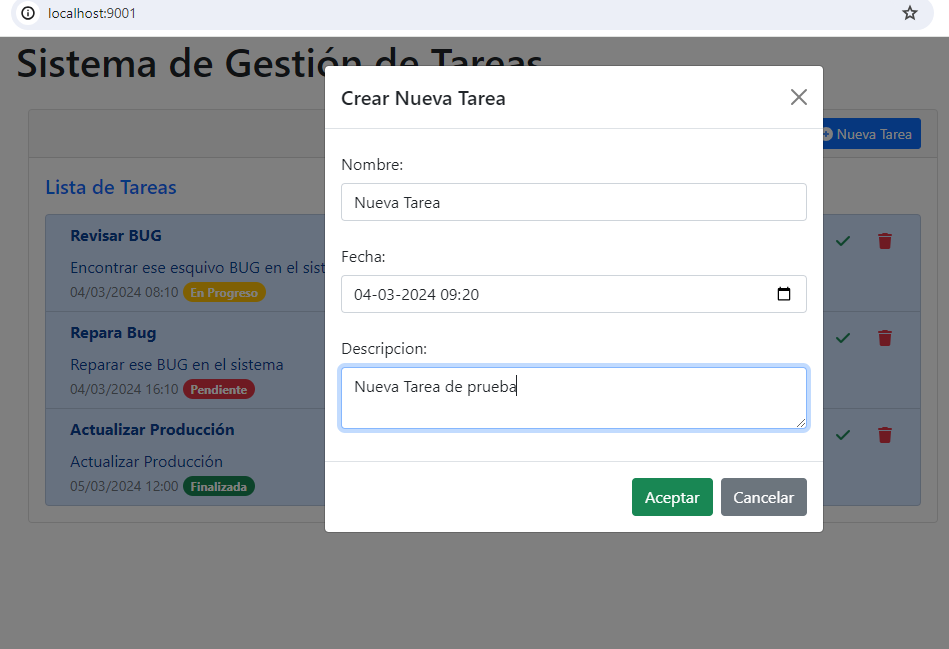 localhost:9001
Sistema de Gestión de Tareas
Crear Nueva Tarea
Nueva Tarea
Nombre:
Nueva Tarea
Fecha:
04-03-2024 09:20
Descripcion:
Nueva Tarea de prueba
Aceptar Cancelar
Lista de Tareas
Revisar BUG
Encontrar ese esquivo BUG en el
04/03/2024 08:10 En Progreso
Repara Bug
Reparar ese BUG en el sistema
04/03/2024 16:10 Pendiente
Actualizar Producción
Actualizar Producción
05/03/2024 12:00 Finalizada